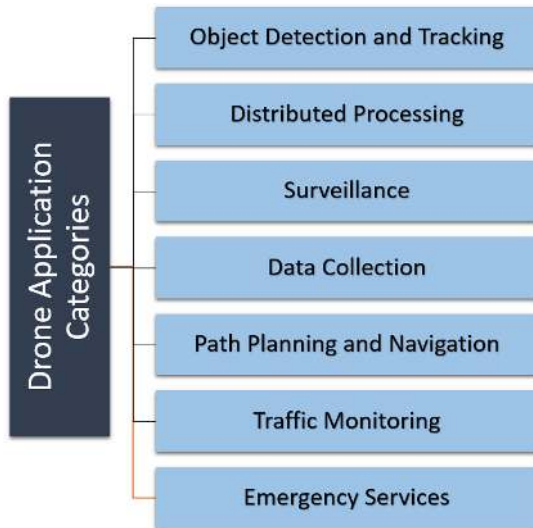 Drone Application
Categories
Object Detection and Tracking
Distributed Processing
Surveillance
Data Collection
Path Planning and Navigation
Traffic Monitoring
Emergency Services